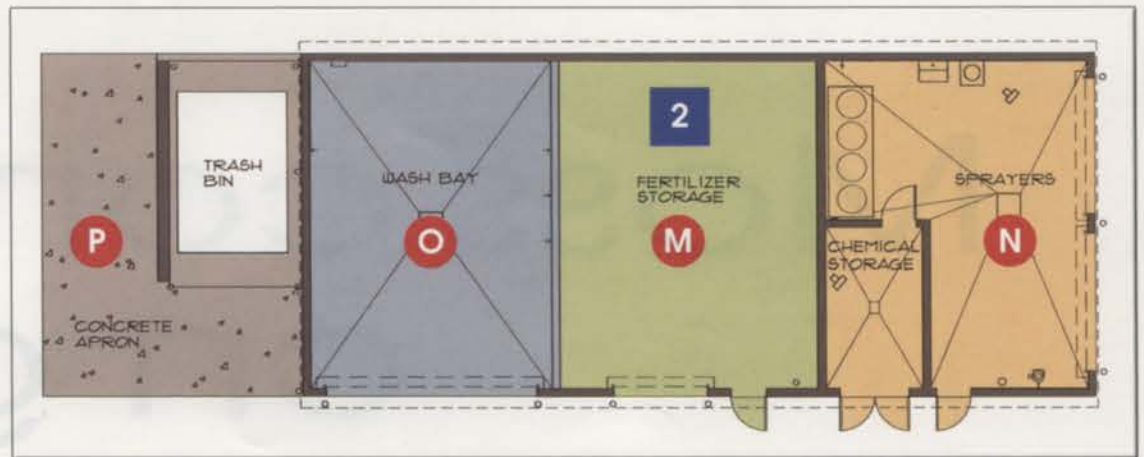 2
TRASH
BIN
WASH BAY
FERTILIZER
STORAGE
SPRAYERS
P
O
M
CHEMICAL
STORAGE
N
CONCRETE
APRON